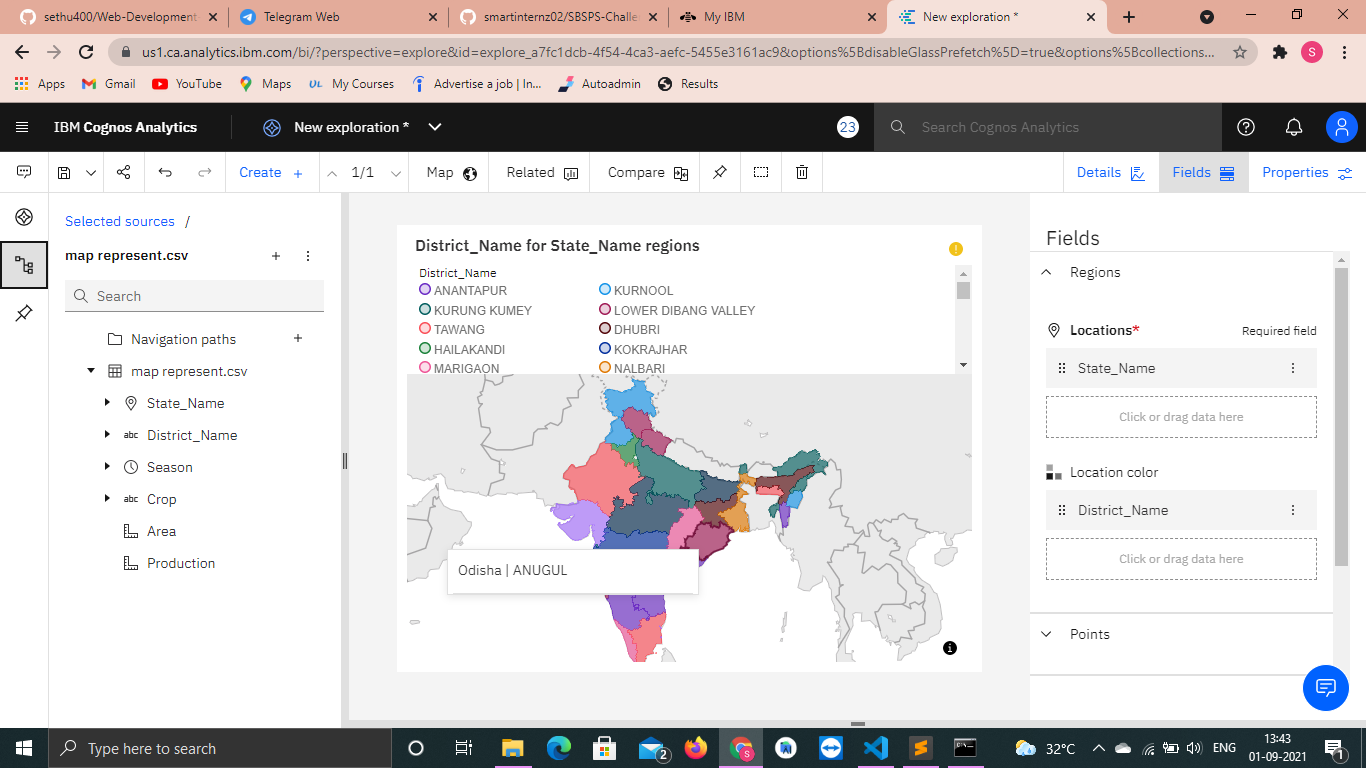 sethu400/Web-Development
Telegram Web
smartinternz02/SBSPS-Challe
My IBM
New exploration *
us1.ca.analytics.ibm.com/bi/?perspective=explore&id=explore_a7fc1dcb-4f54-4ca3-aefc-5455e3161ac9&options%5BdisableGlassPrefetch%5D=true&options%5Bcollections...
S
Apps
Gmail
YouTube
Maps
UL My Courses
Advertise a job | In...
Autoadmin
Results
IBM Cognos Analytics
New exploration *
23
Search Cognos Analytics
Create +
1/1
Map
Related
Compare
Details
Fields
Properties
Selected sources /
map represent.csv
Search
Navigation paths
map represent.csv
State_Name
abc District_Name
Season
abc Crop
Area
Production
District_Name for State_Name regions
District_Name
ANANTAPUR
KURNOOL
KURUNG KUMEY
LOWER DIBANG VALLEY
TAWANG
DHUBRI
HAILAKANDI
KOKRAJHAR
MARIGAON
NALBARI
Odisha | ANUGUL
Fields
Regions
Locations*
Required field
State_Name
Click or drag data here
Location color
District_Name
Click or drag data here
Points
Type here to search
2
S
32°C
ENG
13:43
01-09-2021
1